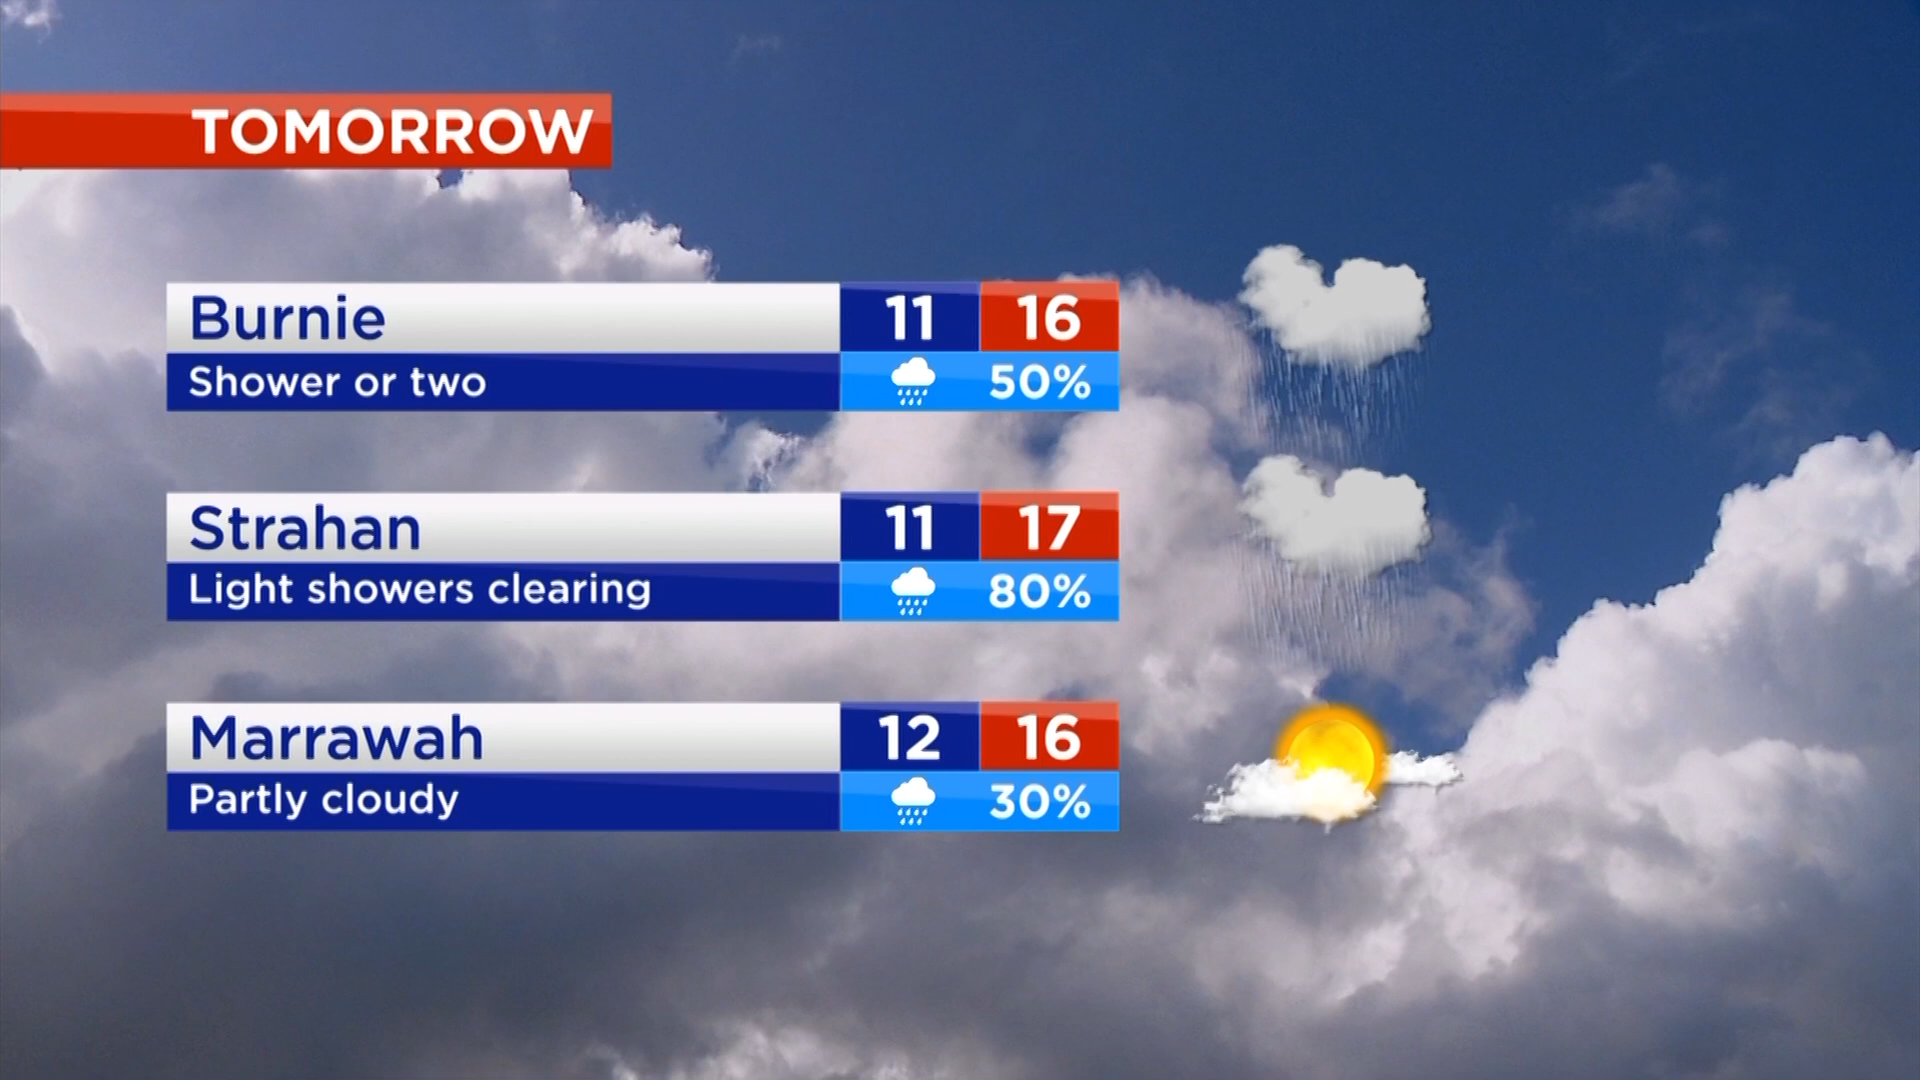 TOMORROW
Burnie 11 16
Shower or two 50%
Strahan 11 17
Light showers clearing 80%
Marrawah 12 16
Partly cloudy 30%